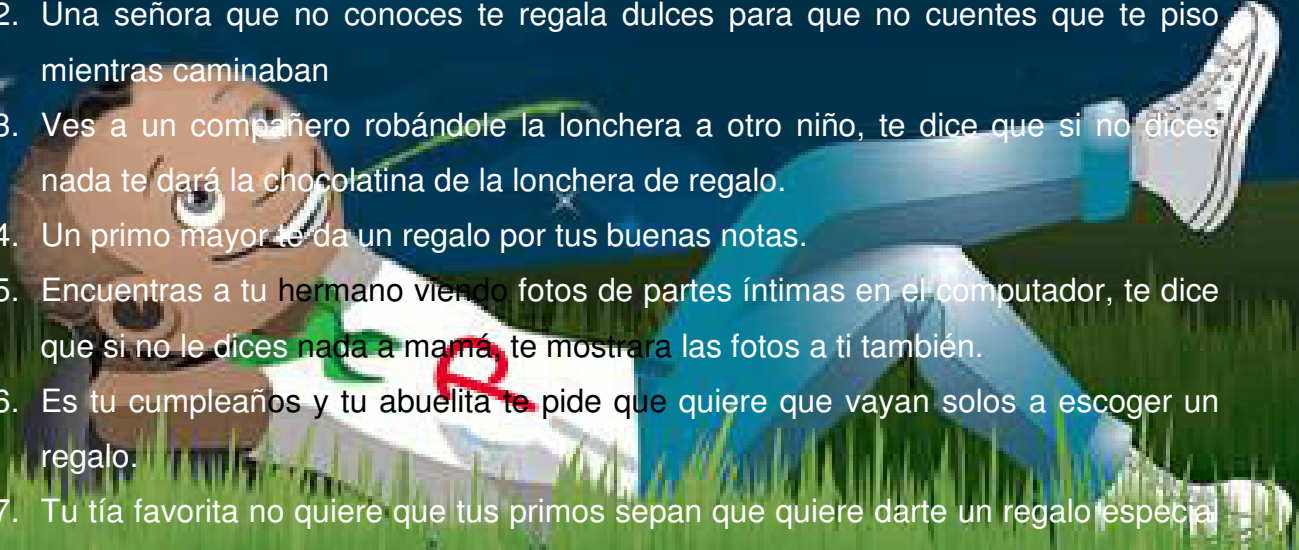 2. Una señora que no conoces te regala dulces para que no cuentes que te piso
mientras caminaban
3. Ves a un compañero robándole la lonchera a otro niño, te dice que si no dices
nada te dará la chocolatina de la lonchera de regalo.
4. Un primo mayor te da un regalo por tus buenas notas.
5. Encuentras a tu hermano viendo fotos de partes íntimas en el computador, te dice
que si no le dices nada a mamá, te mostrara las fotos a ti también.
6. Es tu cumpleaños y tu abuelita te pide que quiere que vayan solos a escoger un
regalo.
7. Tu tía favorita no quiere que tus primos sepan que quiere darte un regalo especial